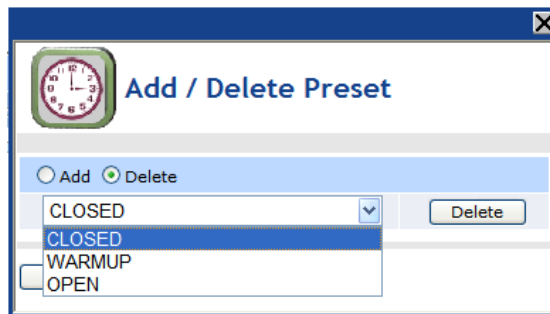 Add / Delete Preset
Add Delete
CLOSED Delete
CLOSED
WARMUP
OPEN